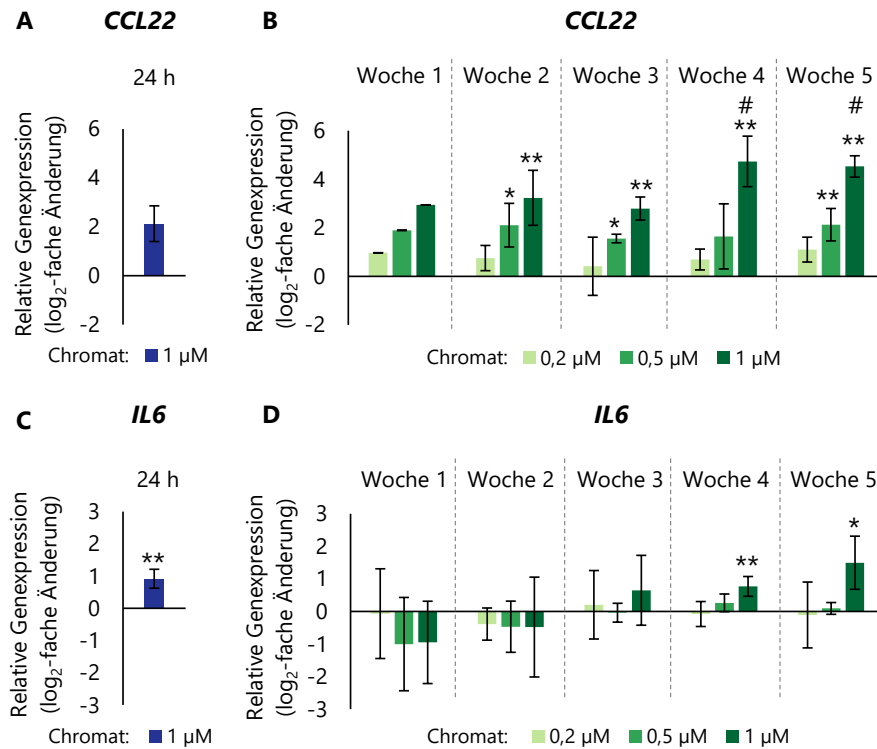 A CCL22
24 h
Relative Genexpression
(log₂-fache Änderung)
6
4
2
0
-2
Chromat: 1 µM
B CCL22
Woche 1 Woche 2 Woche 3 Woche 4 Woche 5
Relative Genexpression
(log₂-fache Änderung)
6
4
2
0
-2
* ** * ** # ** ** # **
Chromat: 0,2 µM 0,5 µM 1 µM
C IL6
24 h
Relative Genexpression
(log₂-fache Änderung)
3
2
1
0
-1
-2
-3
**
Chromat: 1 µM
D IL6
Woche 1 Woche 2 Woche 3 Woche 4 Woche 5
Relative Genexpression
(log₂-fache Änderung)
3
2
1
0
-1
-2
-3
** *
Chromat: 0,2 µM 0,5 µM 1 µM